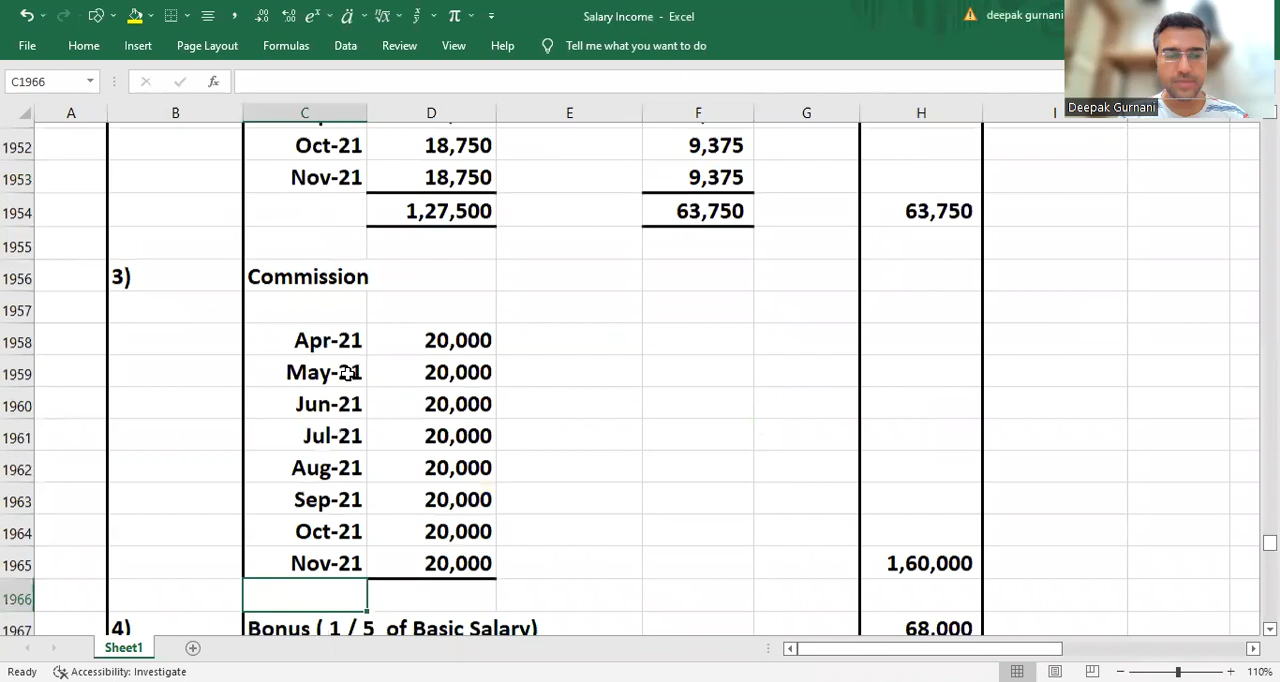 Salary Income - Excel
deepak gurnani
File Home Insert Page Layout Formulas Data Review View Help Tell me what you want to do
C1966 fx
Deepak Gurnani
A B C D E F G H I
1952 Oct-21 18,750 9,375
1953 Nov-21 18,750 9,375
1954 1,27,500 63,750 63,750
1955
1956 3) Commission
1957
1958 Apr-21 20,000
1959 May-21 20,000
1960 Jun-21 20,000
1961 Jul-21 20,000
1962 Aug-21 20,000
1963 Sep-21 20,000
1964 Oct-21 20,000
1965 Nov-21 20,000 1,60,000
1966
1967 4) Bonus ( 1 / 5 of Basic Salary) 68,000
Sheet1
Ready Accessibility: Investigate 110%